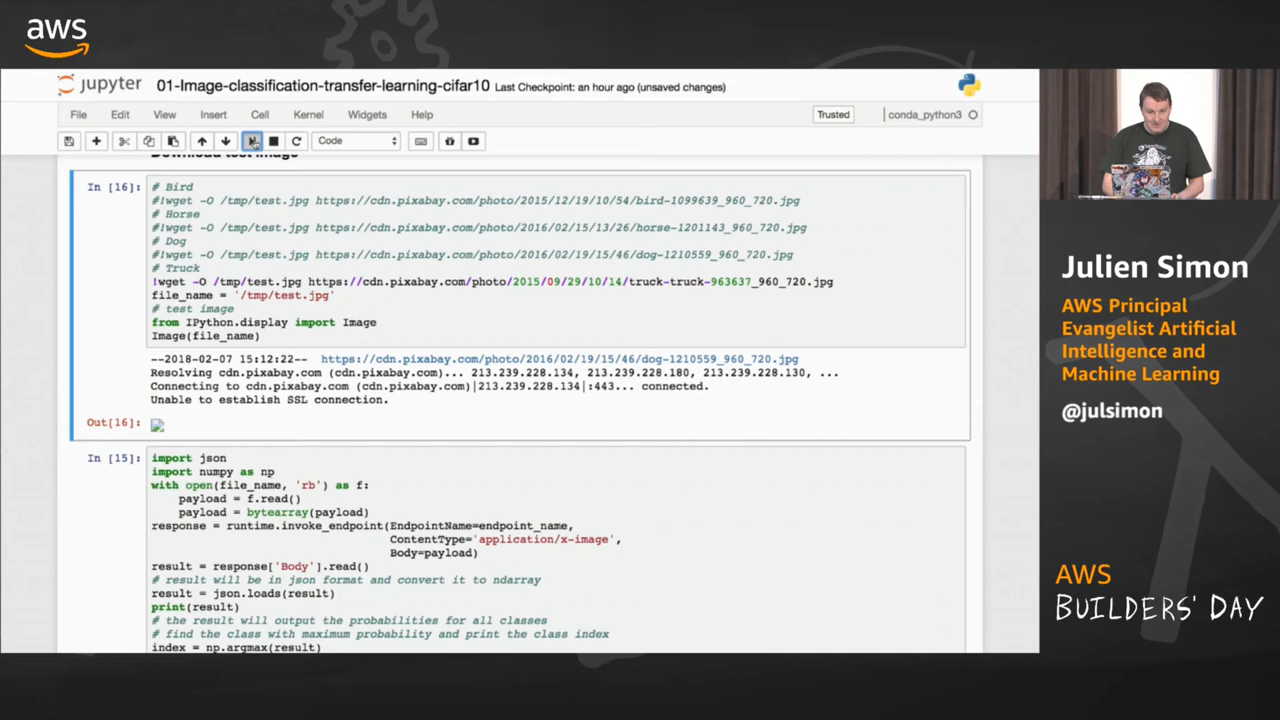 aws
jupyter 01-Image-classification-transfer-learning-cifar10 Last Checkpoint: an hour ago (unsaved changes)
File Edit View Insert Cell Kernel Widgets Help Trusted conda_python3
Code
Download test image
In [16]:
# Bird
#!wget -O /tmp/test.jpg https://cdn.pixabay.com/photo/2015/12/19/10/54/bird-1099639_960_720.jpg
# Horse
#!wget -O /tmp/test.jpg https://cdn.pixabay.com/photo/2016/02/15/13/26/horse-1201143_960_720.jpg
# Dog
#!wget -O /tmp/test.jpg https://cdn.pixabay.com/photo/2016/02/19/15/46/dog-1210559_960_720.jpg
# Truck
!wget -O /tmp/test.jpg https://cdn.pixabay.com/photo/2015/09/29/10/14/truck-truck-963637_960_720.jpg
file_name = '/tmp/test.jpg'
# test image
from IPython.display import Image
Image(file_name)
--2018-02-07 15:12:22-- https://cdn.pixabay.com/photo/2016/02/19/15/46/dog-1210559_960_720.jpg
Resolving cdn.pixabay.com (cdn.pixabay.com)... 213.239.228.134, 213.239.228.180, 213.239.228.130, ...
Connecting to cdn.pixabay.com (cdn.pixabay.com)|213.239.228.134|:443... connected.
Unable to establish SSL connection.
Out[16]:
In [15]:
import json
import numpy as np
with open(file_name, 'rb') as f:
payload = f.read()
payload = bytearray(payload)
response = runtime.invoke_endpoint(EndpointName=endpoint_name,
ContentType='application/x-image',
Body=payload)
result = response['Body'].read()
# result will be in json format and convert it to ndarray
result = json.loads(result)
print(result)
# the result will output the probabilities for all classes
# find the class with maximum probability and print the class index
index = np.argmax(result)
Julien Simon
AWS Principal
Evangelist Artificial
Intelligence and
Machine Learning
@julsimon
AWS
BUILDERS' DAY